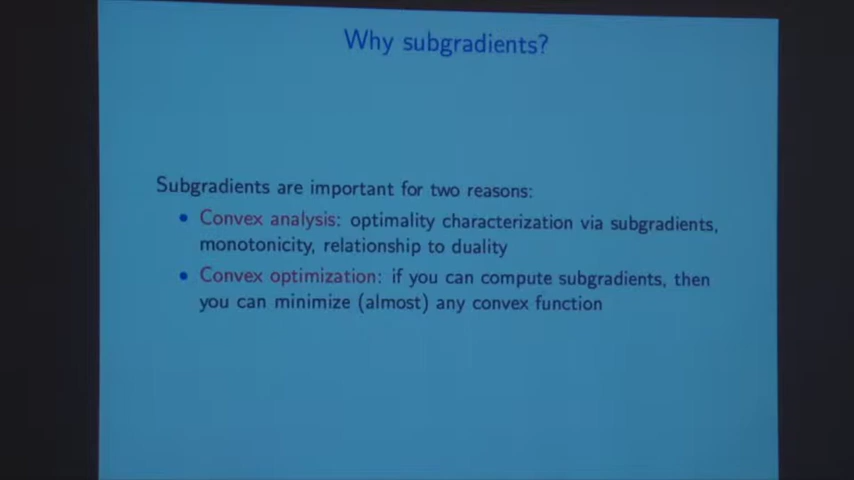 Why subgradients?
Subgradients are important for two reasons:
• Convex analysis: optimality characterization via subgradients,
monotonicity, relationship to duality
• Convex optimization: if you can compute subgradients, then
you can minimize (almost) any convex function